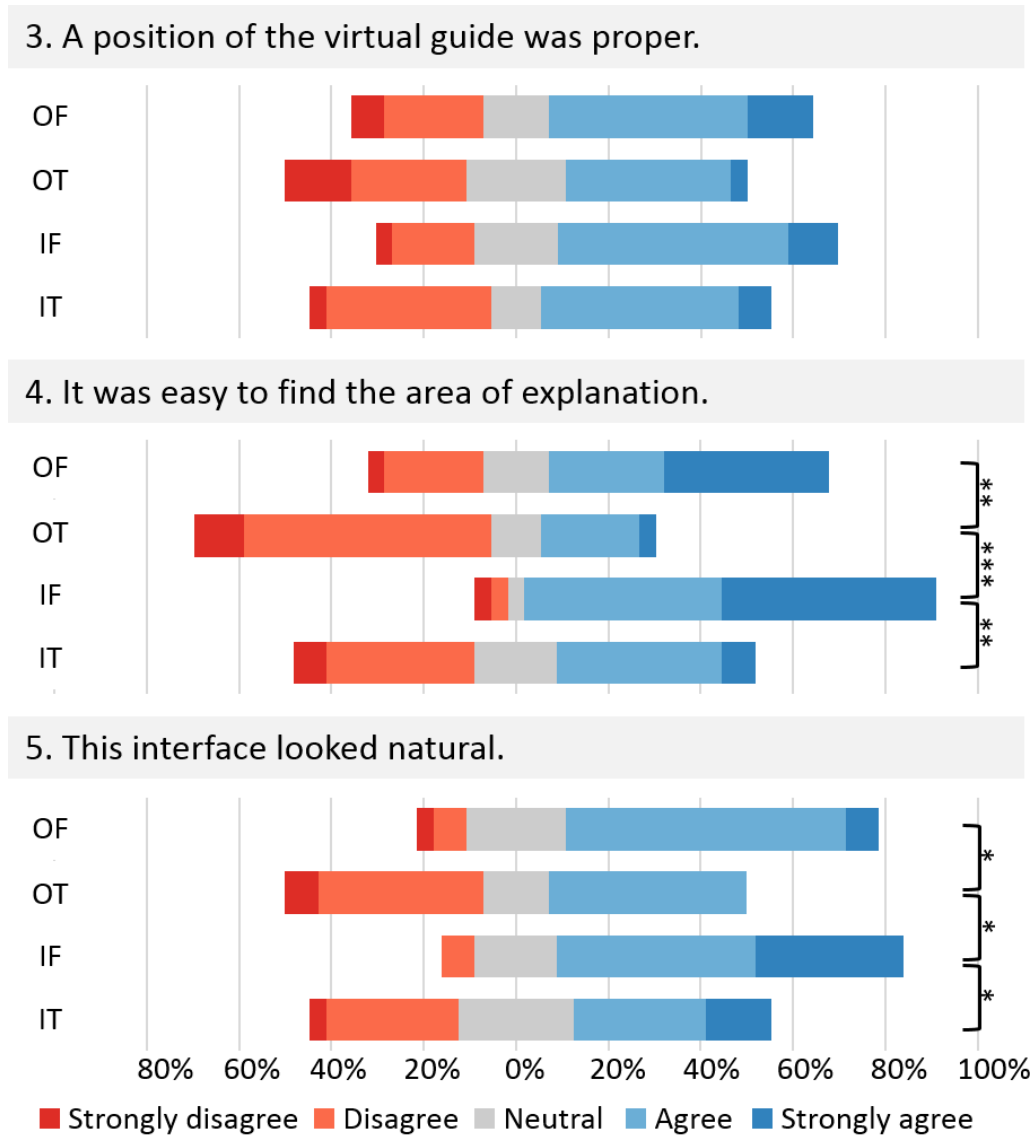 3. A position of the virtual guide was proper.
OF
OT
IF
IT
4. It was easy to find the area of explanation.
OF
**
OT
***
IF
**
IT
5. This interface looked natural.
OF
*
OT
*
IF
*
IT
80% 60% 40% 20% 0% 20% 40% 60% 80% 100%
Strongly disagree Disagree Neutral Agree Strongly agree